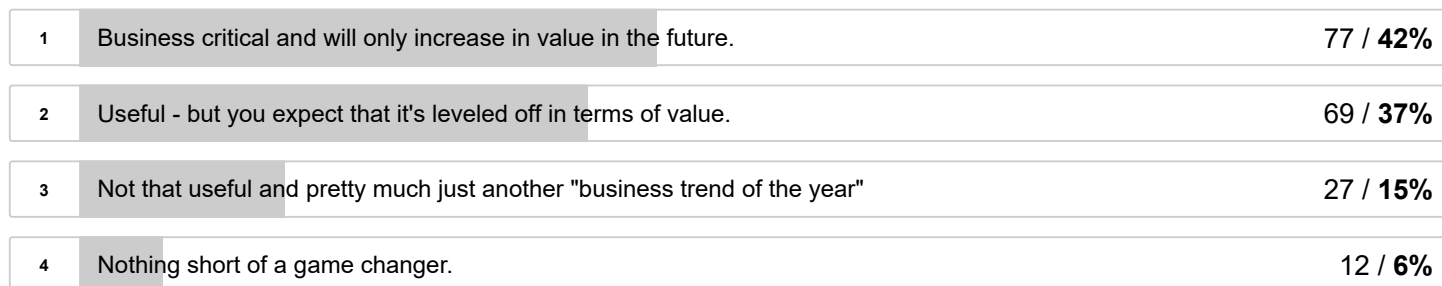 1 Business critical and will only increase in value in the future. 77 / 42%
2 Useful - but you expect that it's leveled off in terms of value. 69 / 37%
3 Not that useful and pretty much just another "business trend of the year" 27 / 15%
4 Nothing short of a game changer. 12 / 6%